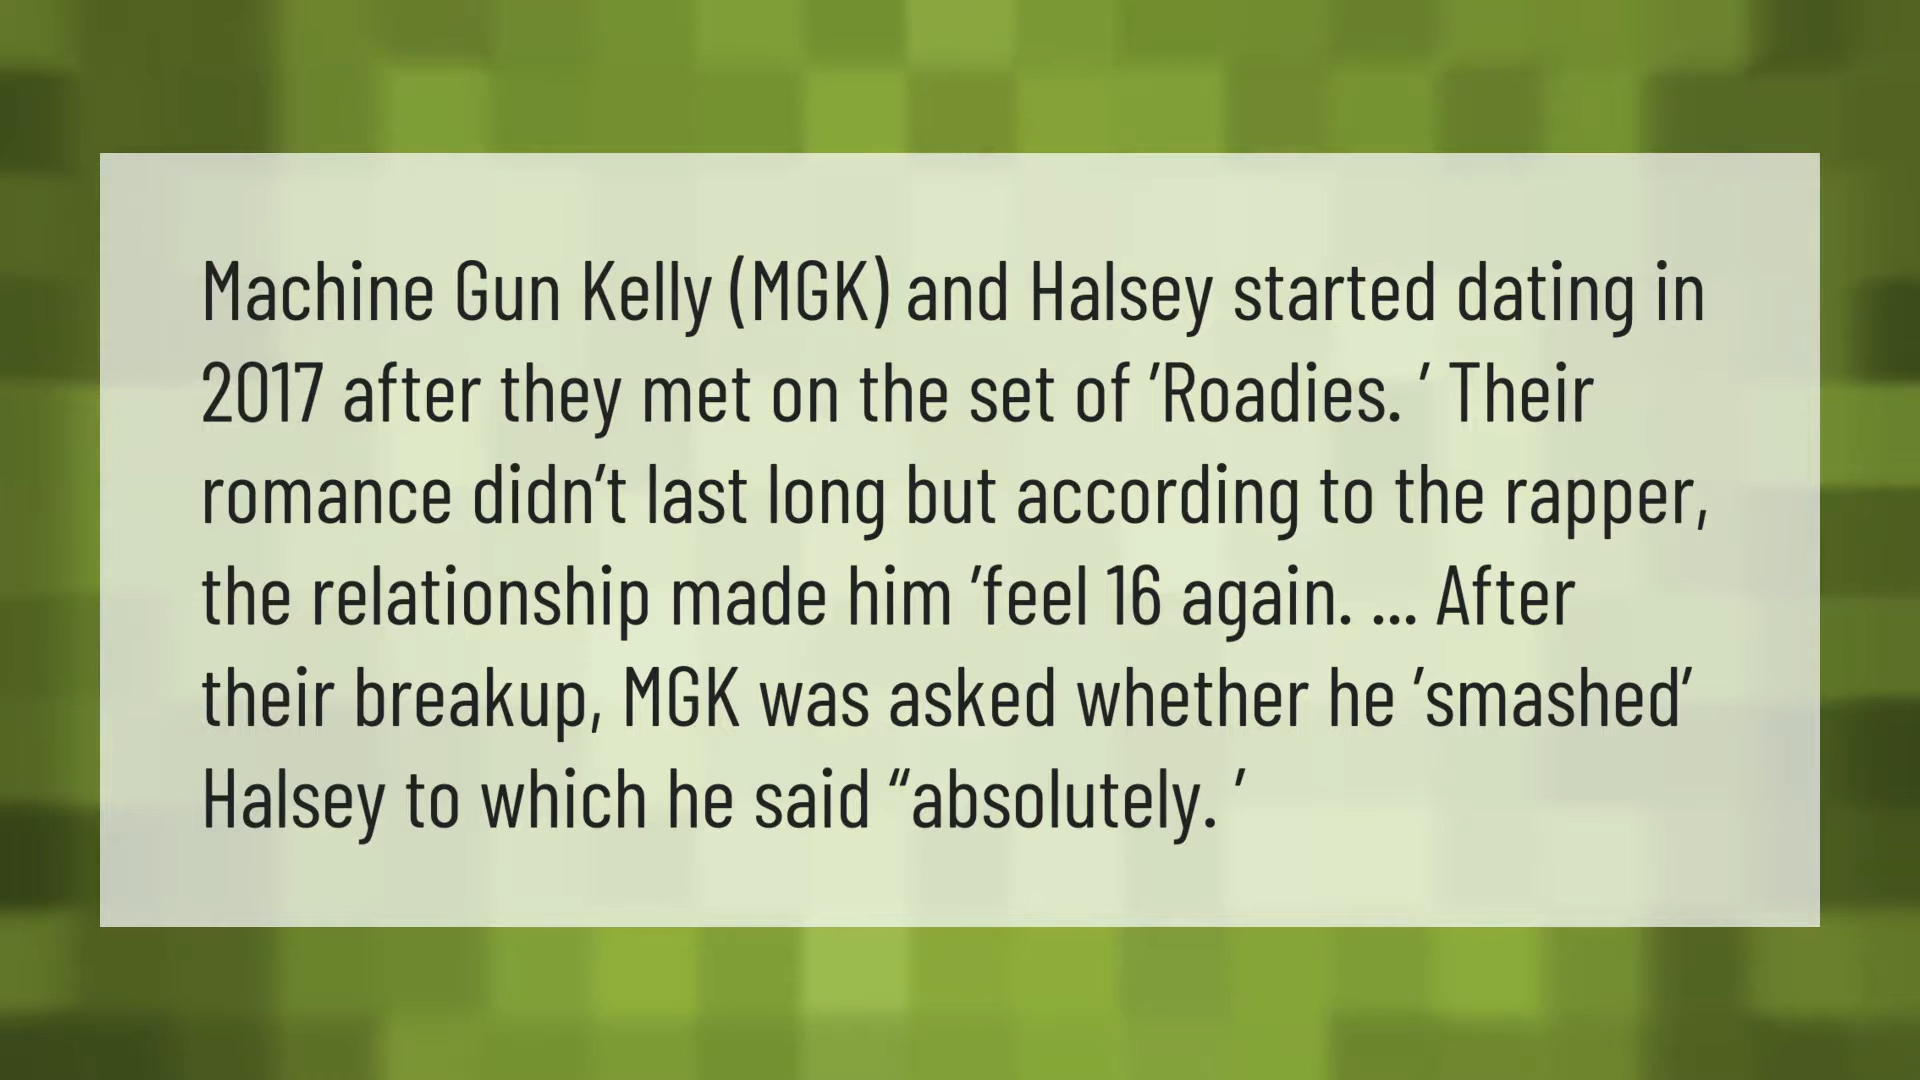 Machine Gun Kelly (MGK) and Halsey started dating in
2017 after they met on the set of ’Roadies. ’ Their
romance didn’t last long but according to the rapper,
the relationship made him ’feel 16 again. ... After
their breakup, MGK was asked whether he ’smashed’
Halsey to which he said “absolutely. ’